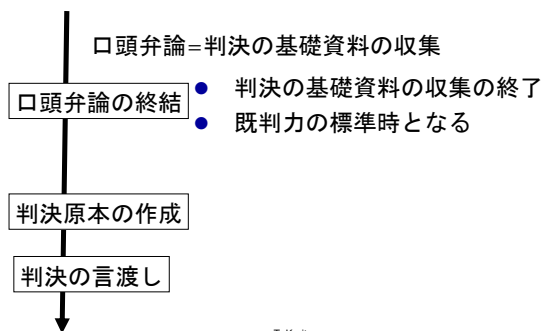 口頭弁論=判決の基礎資料の収集
口頭弁論の終結
● 判決の基礎資料の収集の終了
● 既判力の標準時となる
判決原本の作成
判決の言渡し